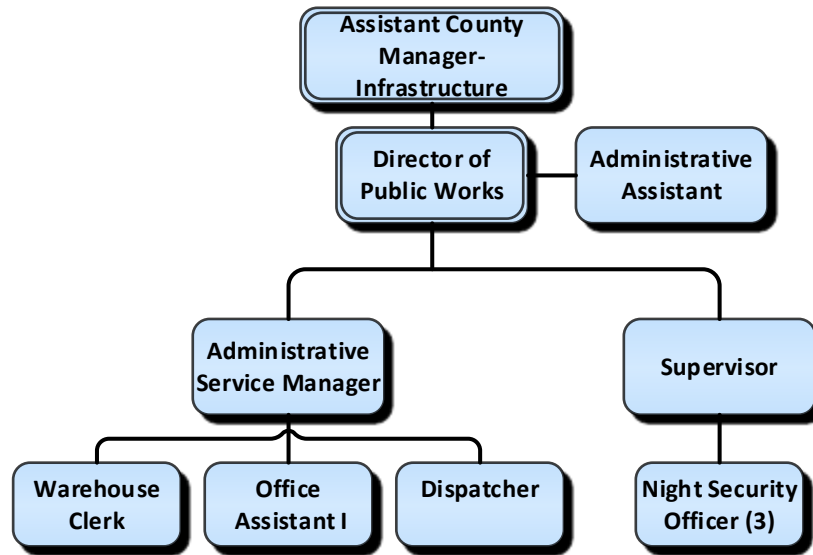 Assistant County
Manager-
Infrastructure
Director of
Public Works
Administrative
Assistant
Administrative
Service Manager
Supervisor
Warehouse
Clerk
Office
Assistant I
Dispatcher
Night Security
Officer (3)